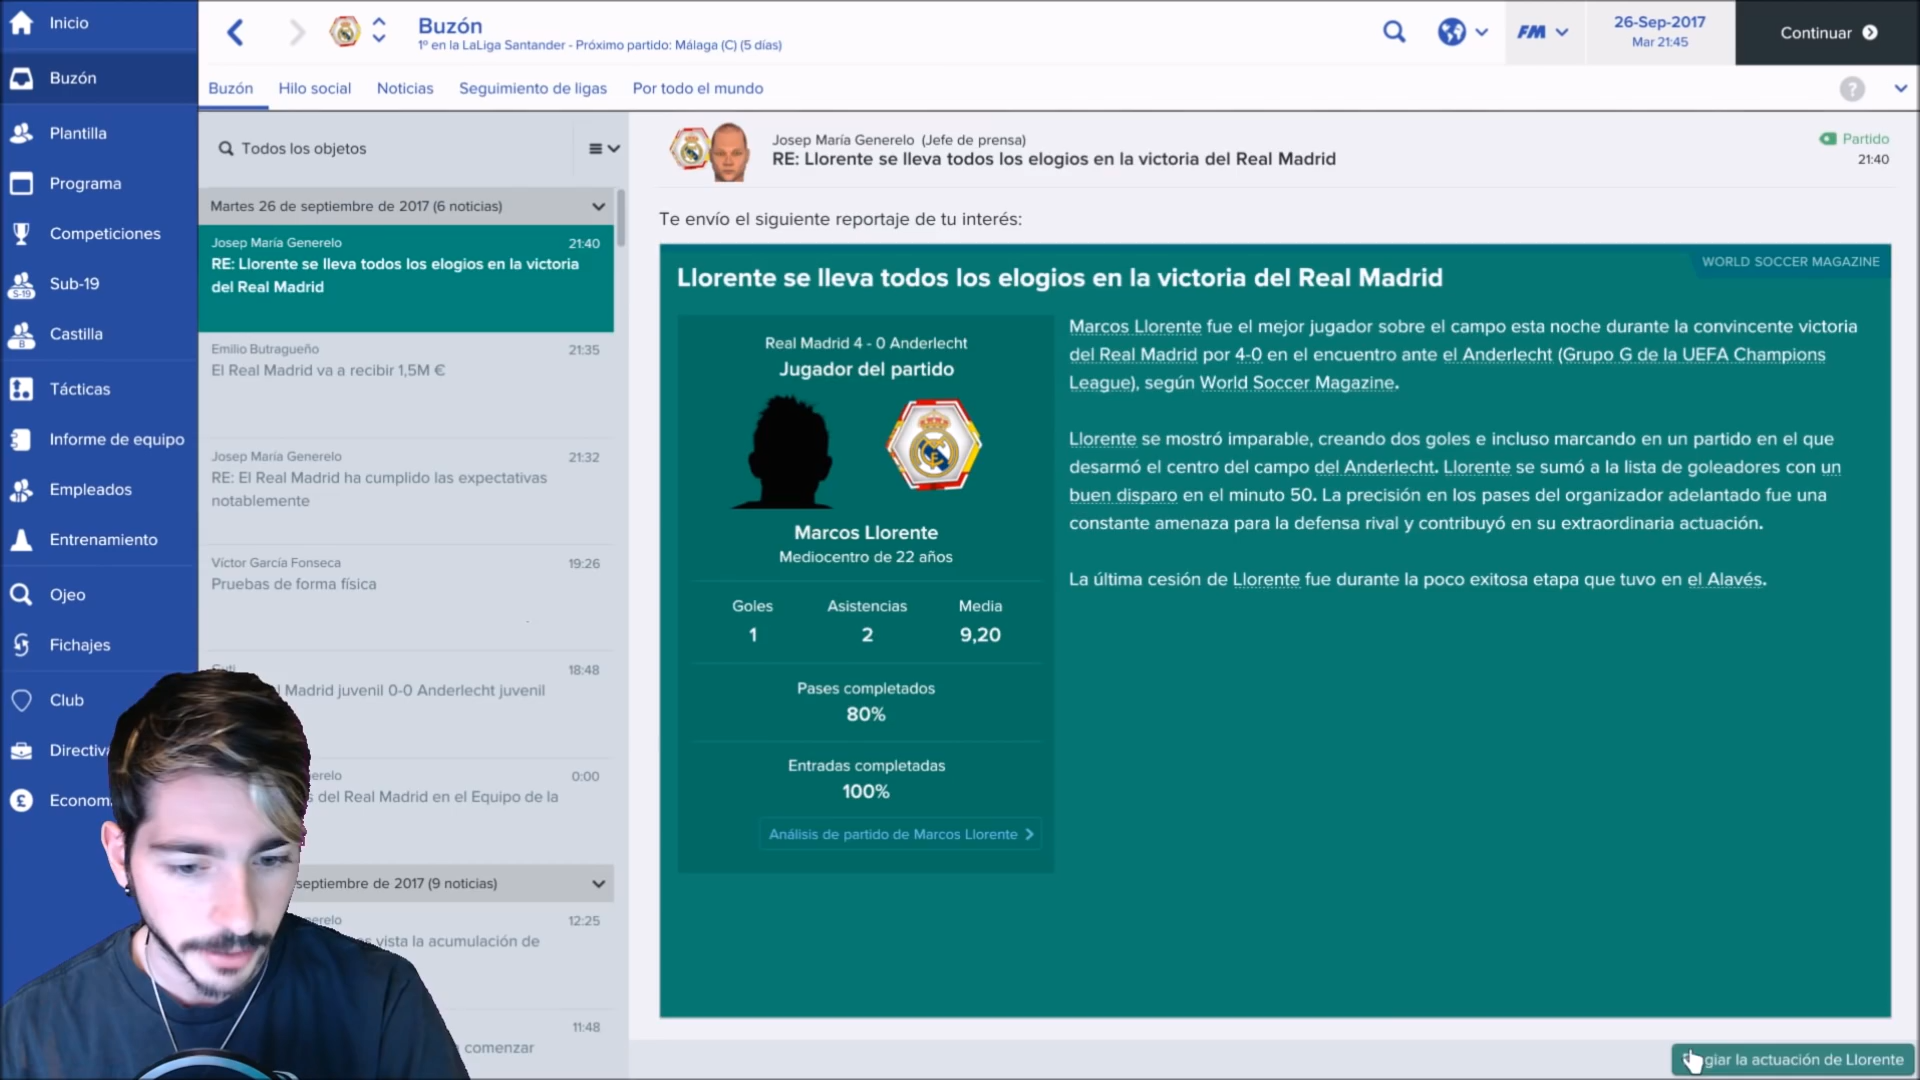 Inicio
Buzón
Plantilla
Programa
Competiciones
S-19
Sub-19
B
Castilla
Tácticas
Informe de equipo
Empleados
Entrenamiento
Ojeo
Fichajes
Club
Directiv
£
Econom
Buzón
1º en la LaLiga Santander - Próximo partido: Málaga (C) (5 días)
FM
26-Sep-2017
Mar 21:45
Continuar
Buzón
Hilo social
Noticias
Seguimiento de ligas
Por todo el mundo
?
Todos los objetos
Martes 26 de septiembre de 2017 (6 noticias)
Josep María Generelo 21:40
RE: Llorente se lleva todos los elogios en la victoria
del Real Madrid
Emilio Butragueño 21:35
El Real Madrid va a recibir 1,5M €
Josep María Generelo 21:32
RE: El Real Madrid ha cumplido las expectativas
notablemente
Víctor García Fonseca 19:26
Pruebas de forma física
Guti 18:48
Madrid juvenil 0-0 Anderlecht juvenil
erelo 0:00
s del Real Madrid en el Equipo de la
septiembre de 2017 (9 noticias)
nerelo 12:25
vista la acumulación de
11:48
comenzar
Josep María Generelo (Jefe de prensa)
RE: Llorente se lleva todos los elogios en la victoria del Real Madrid
Partido
21:40
Te envío el siguiente reportaje de tu interés:
WORLD SOCCER MAGAZINE
Llorente se lleva todos los elogios en la victoria del Real Madrid
Real Madrid 4 - 0 Anderlecht
Jugador del partido
Marcos Llorente
Mediocentro de 22 años
Goles Asistencias Media
1 2 9,20
Pases completados
80%
Entradas completadas
100%
Análisis de partido de Marcos Llorente
Marcos Llorente fue el mejor jugador sobre el campo esta noche durante la convincente victoria
del Real Madrid por 4-0 en el encuentro ante el Anderlecht (Grupo G de la UEFA Champions
League), según World Soccer Magazine.
Llorente se mostró imparable, creando dos goles e incluso marcando en un partido en el que
desarmó el centro del campo del Anderlecht. Llorente se sumó a la lista de goleadores con un
buen disparo en el minuto 50. La precisión en los pases del organizador adelantado fue una
constante amenaza para la defensa rival y contribuyó en su extraordinaria actuación.
La última cesión de Llorente fue durante la poco exitosa etapa que tuvo en el Alavés.
giar la actuación de Llorente